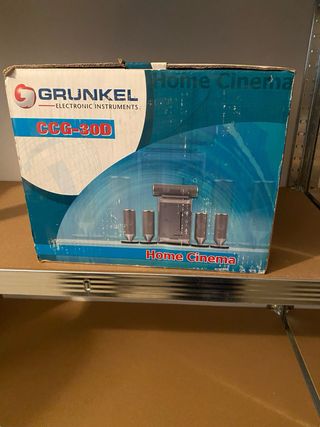 Home Cinema
GRUNKEL
ELECTRONIC INSTRUMENTS
CCG-30D
Home Cinema